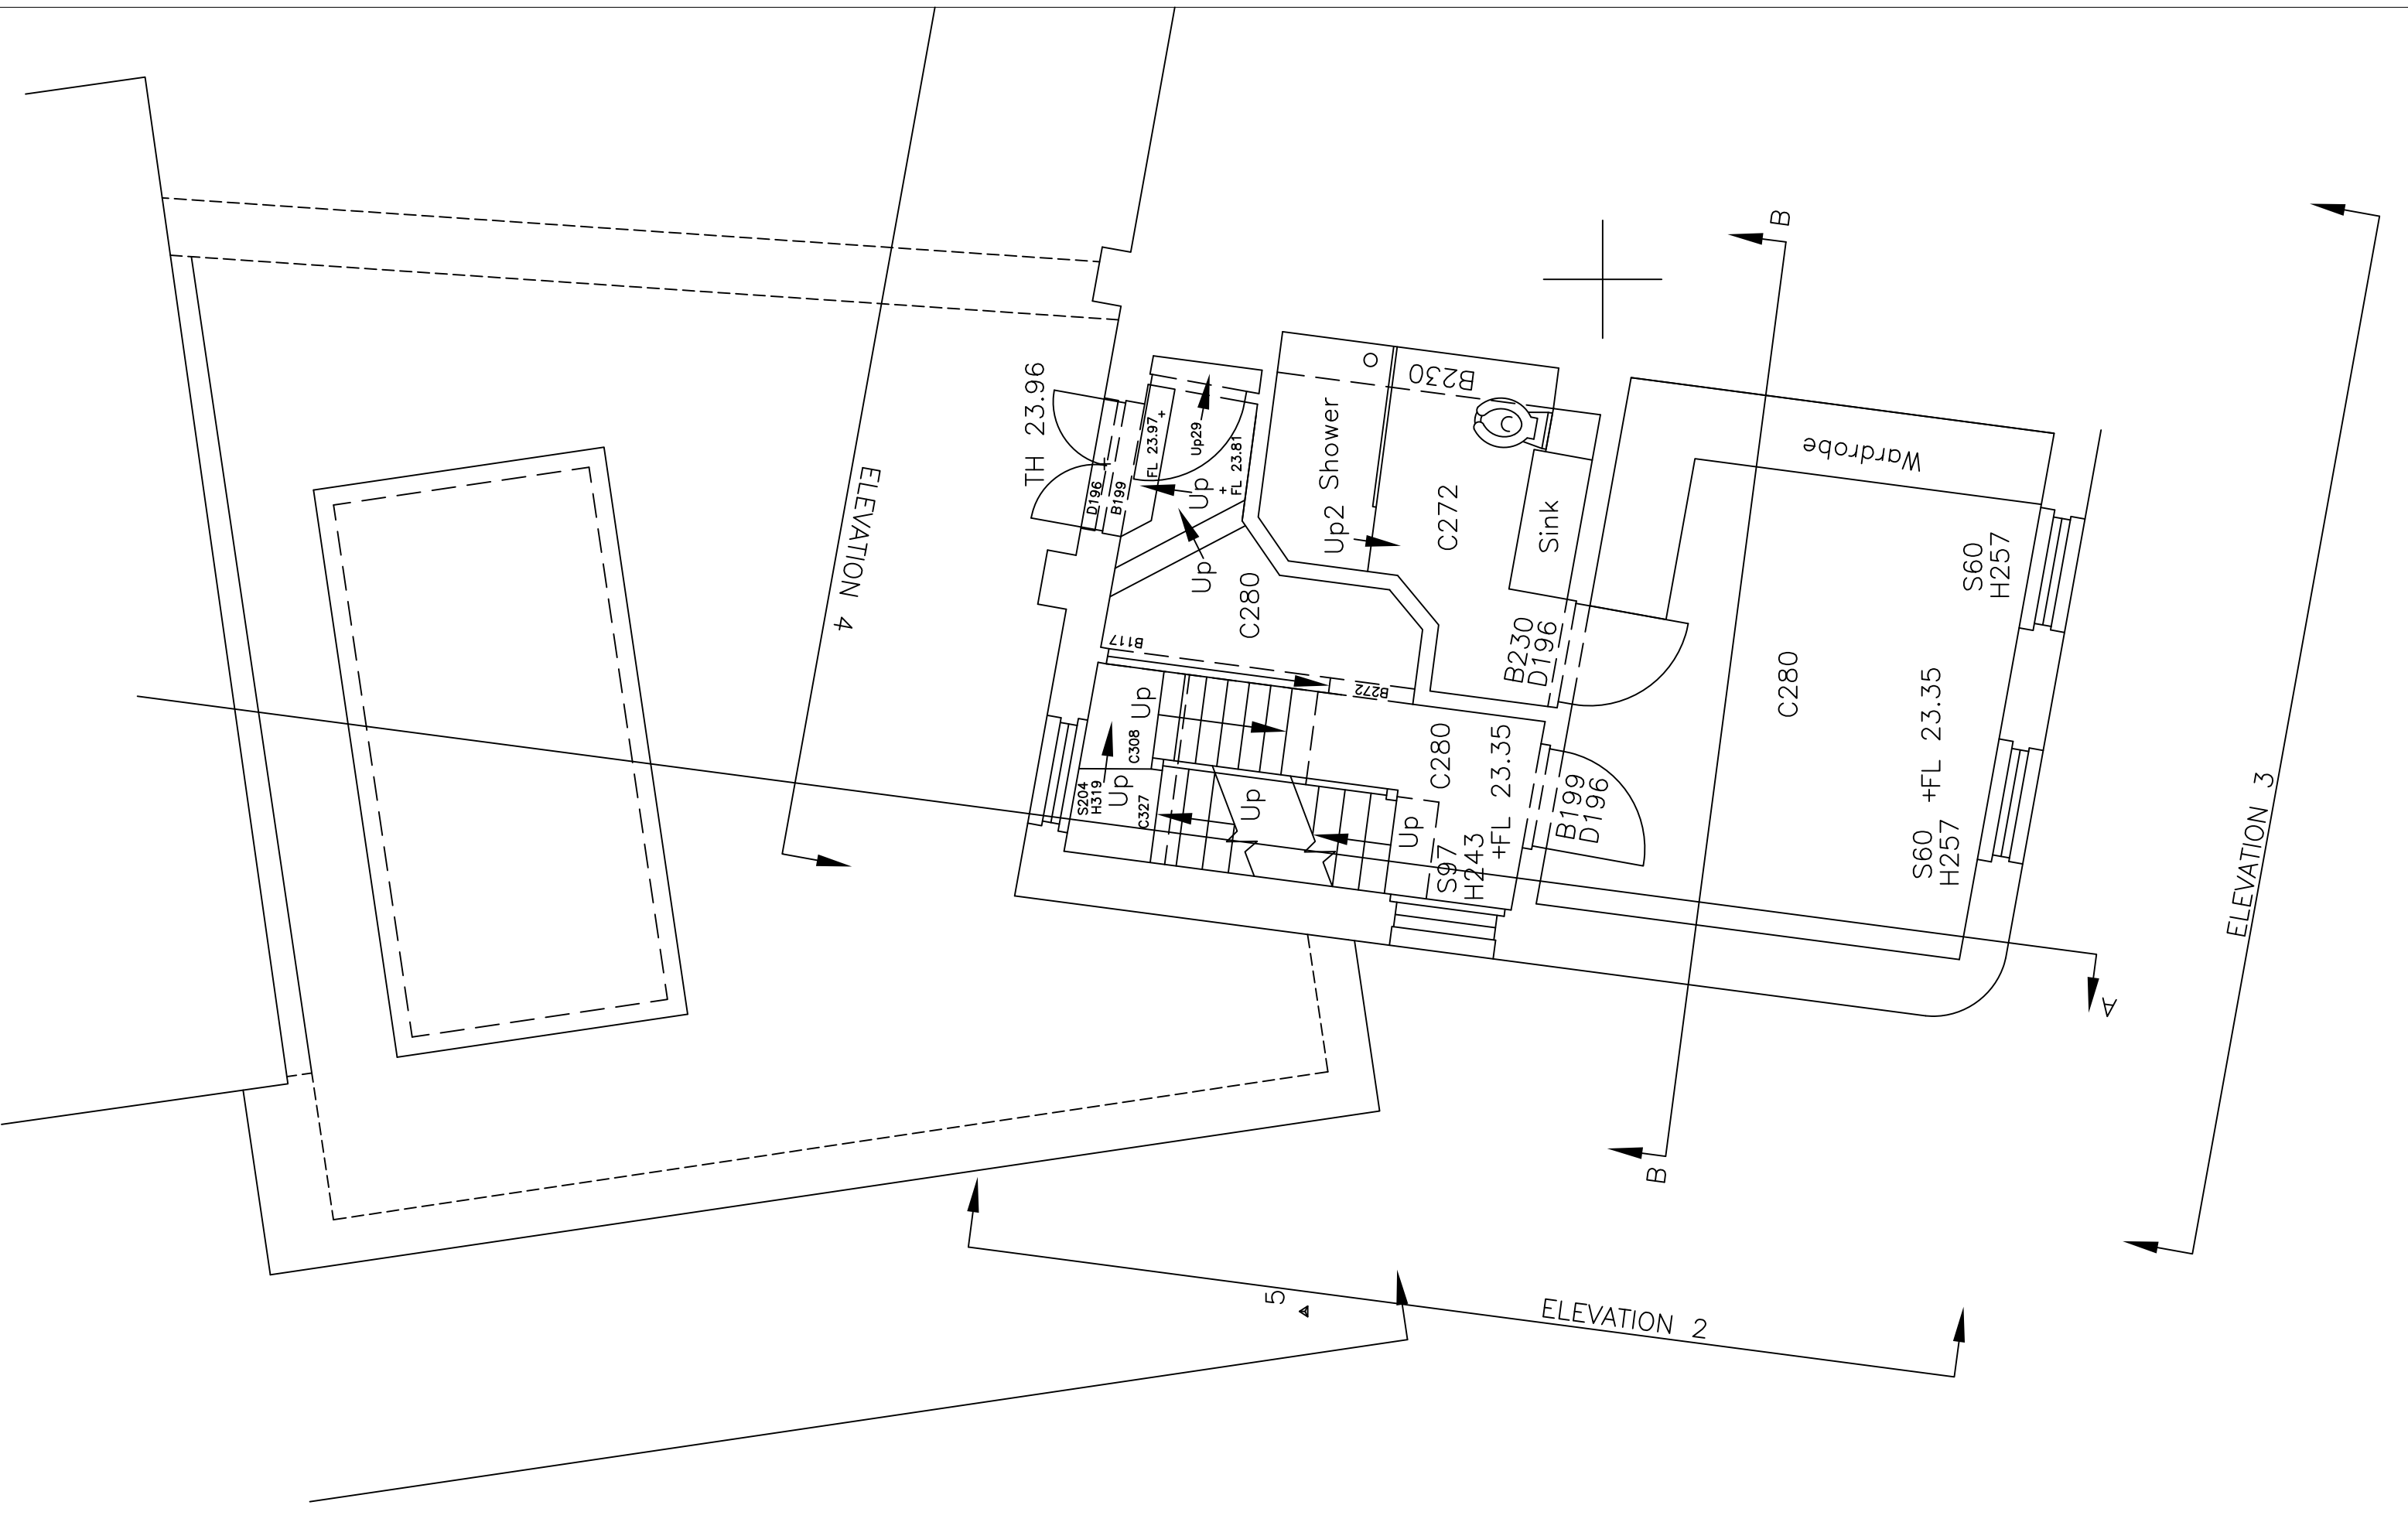 B
TH 23.96
B230
FL 23.97
+
Up29
Up2 Shower
FL 23.81
+
Wardrobe
ELEVATION 4
D196
B199
Up
C272
Sink
Up
C280
S60
H257
B117
B230
D196
B272
C308
Up
C280
+FL 23.35
C280
+FL 23.35
S204
H319
Up
C327
Up
Up
S97
H243
B199
D196
S60
H257
ELEVATION 3
A
B
5
ELEVATION 2